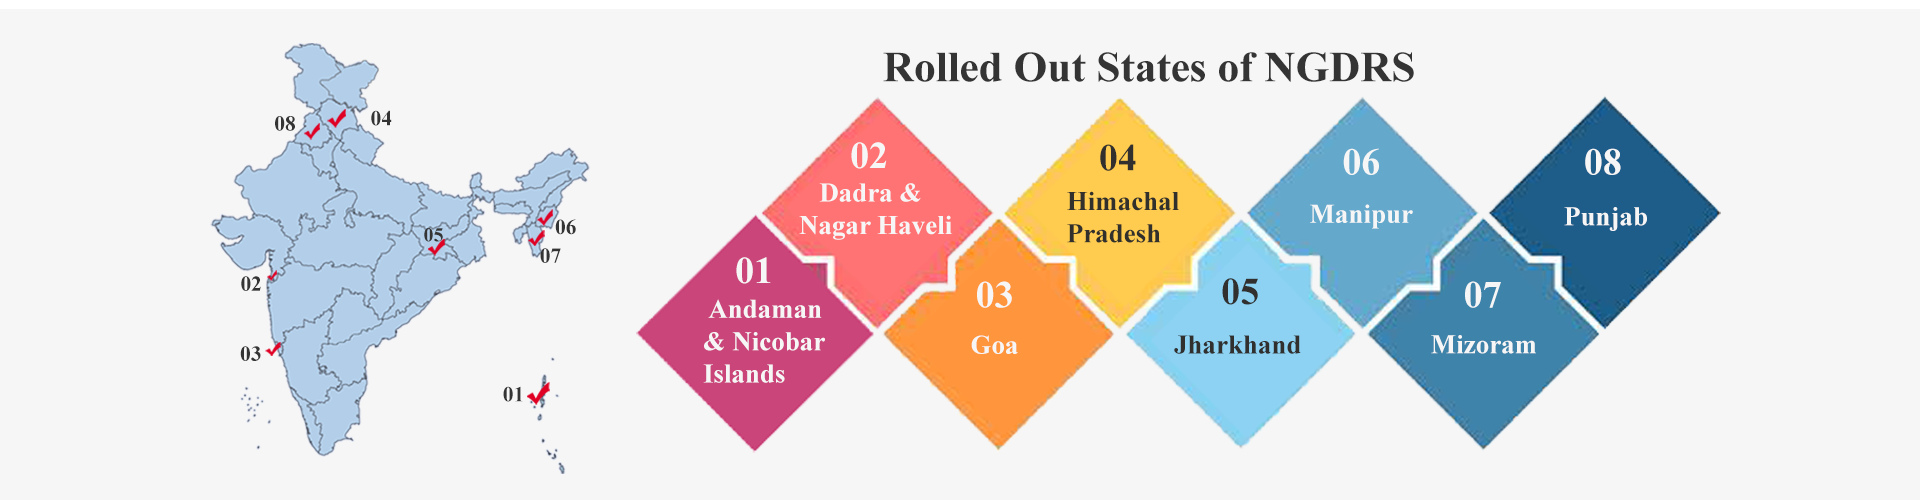 Rolled Out States of NGDRS
08
04
06
05
07
02
03
01
01
Andaman
& Nicobar
Islands
02
Dadra &
Nagar Haveli
03
Goa
04
Himachal
Pradesh
05
Jharkhand
06
Manipur
07
Mizoram
08
Punjab